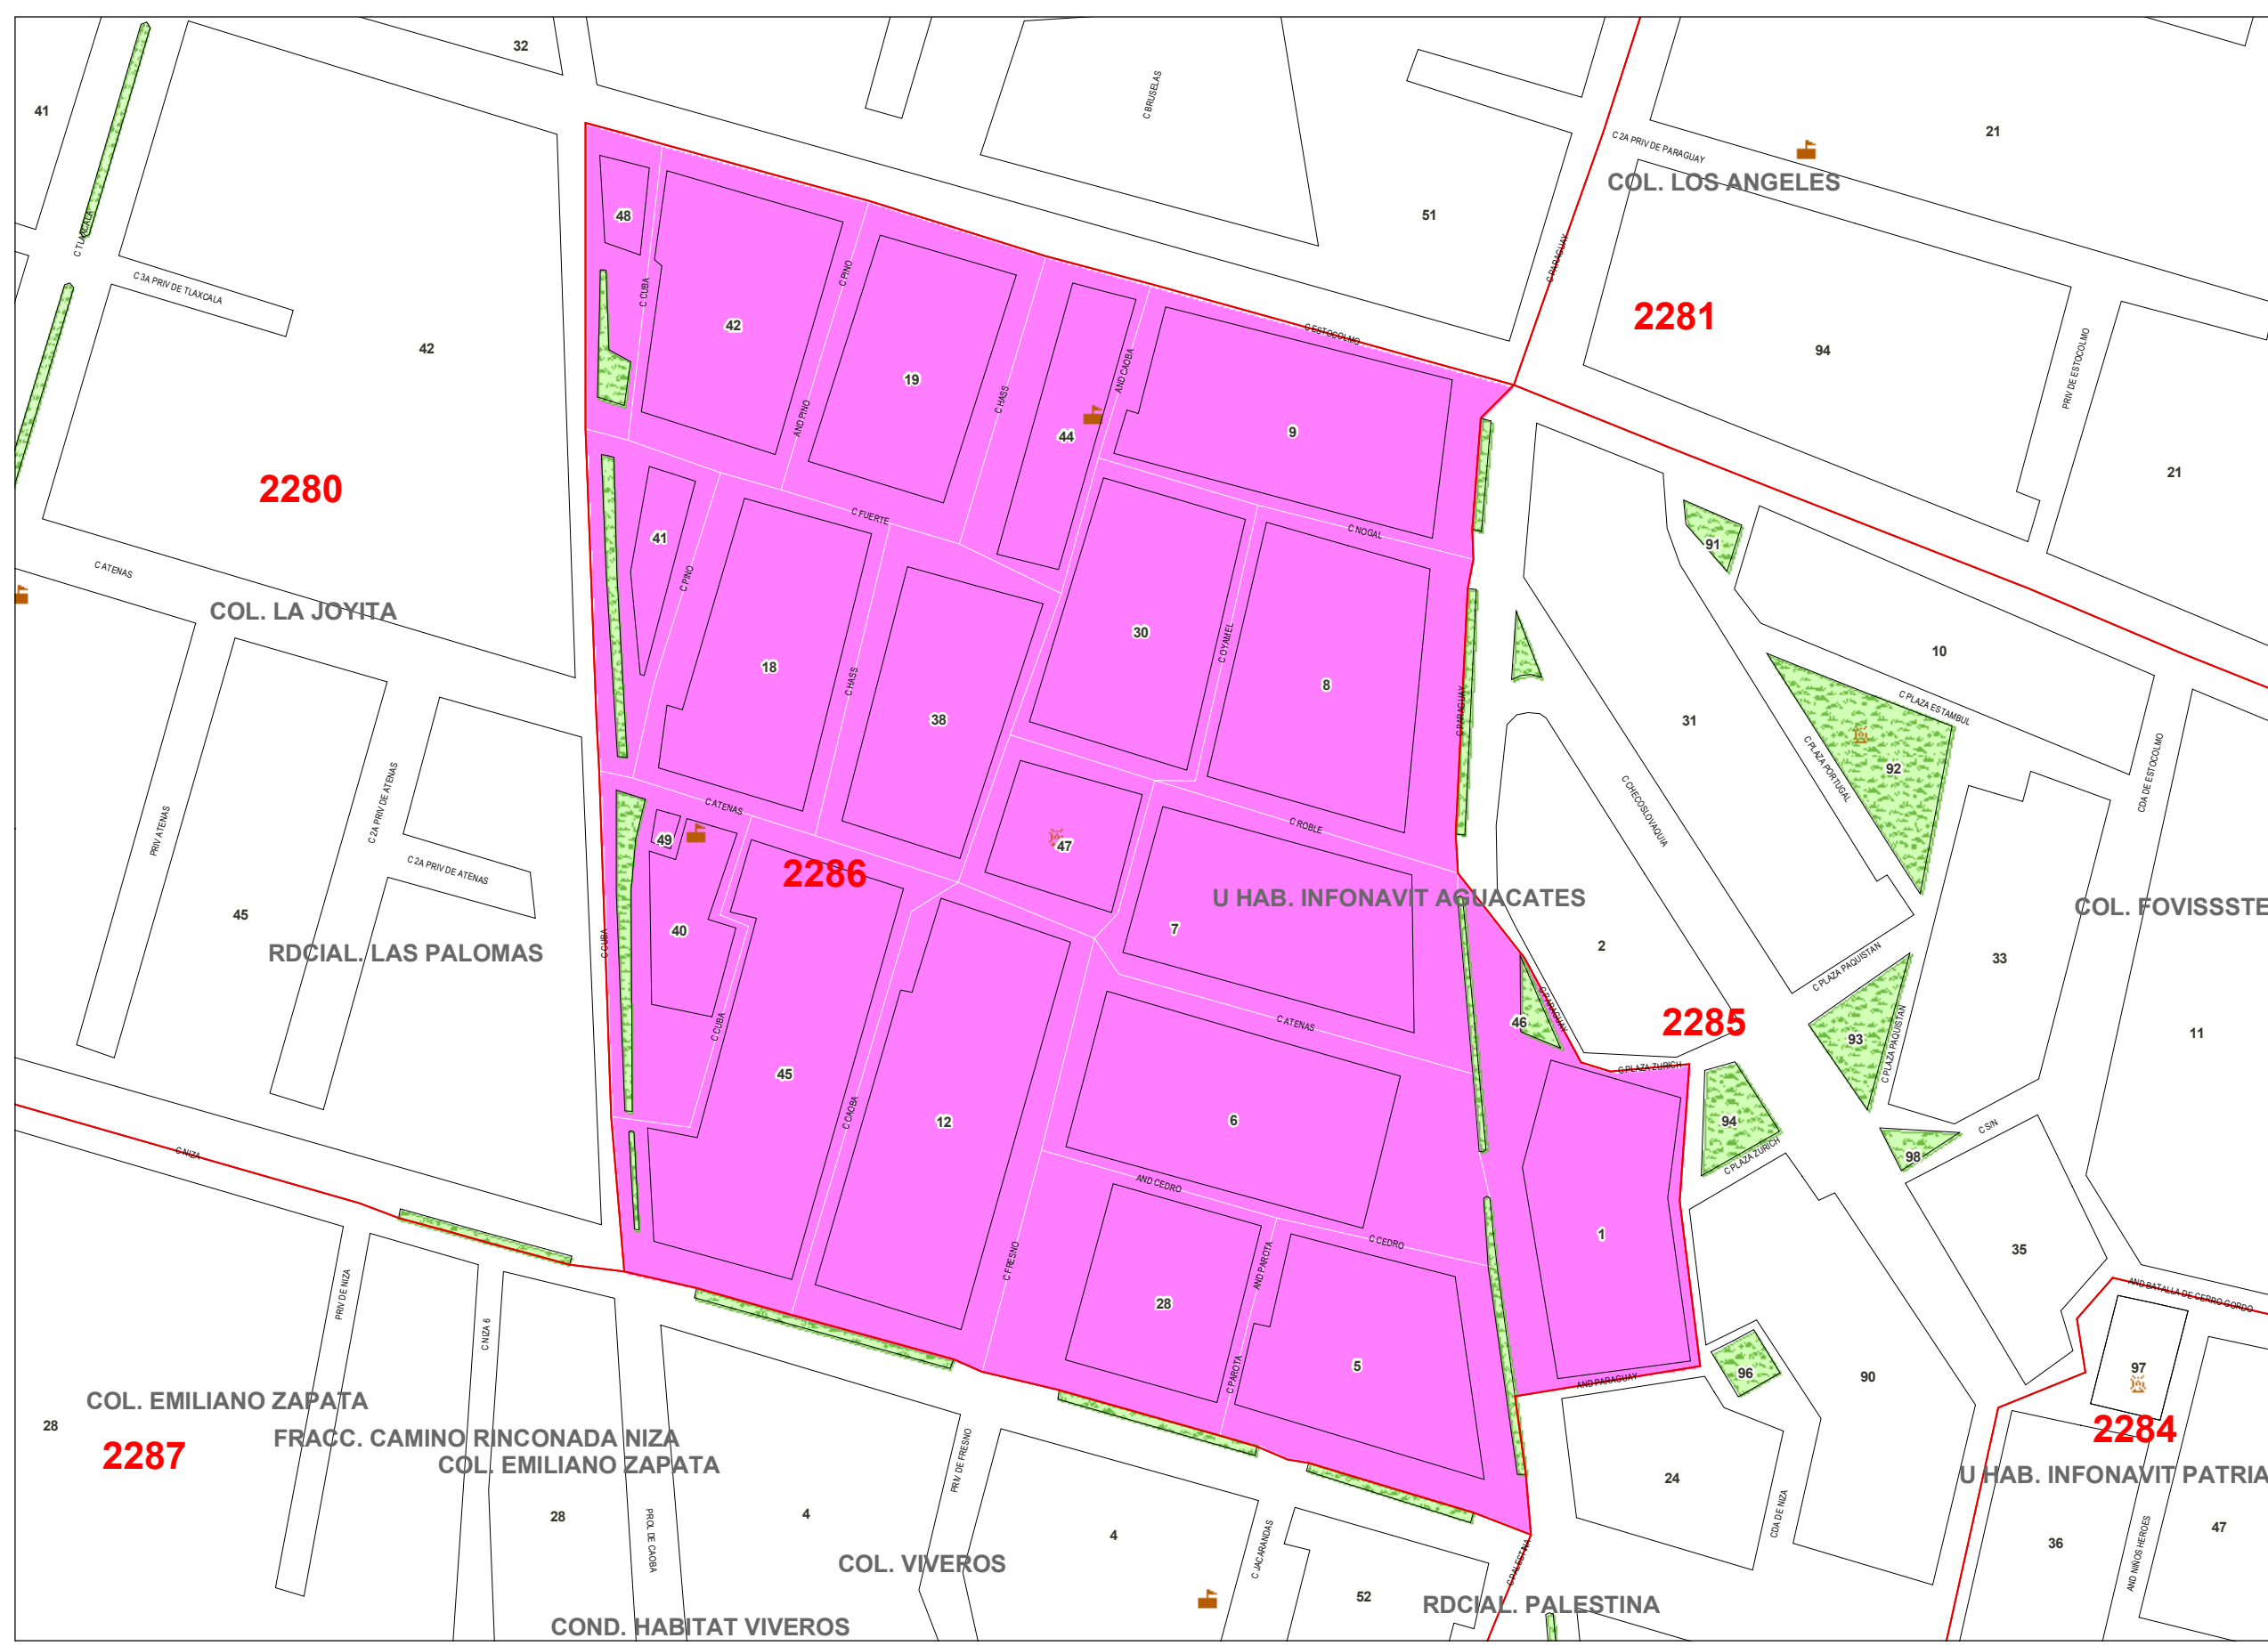 32
C BRUSELAS
41
C 2A PRIV DE PARAGUAY
21
COL. LOS ANGELES
C TLAXCALA
48
51
C PARAGUAY
C 3A PRIV DE TLAXCALA
C CUBA
C PINO
2281
42
42
C ESTOCOLMO
94
PRIV DE ESTOCOLMO
19
AND CAOBA
C HASS
AND PINO
44
9
21
2280
C FUERTE
C NOGAL
41
91
C ATENAS
C PINO
COL. LA JOYITA
30
C OYAMEL
10
18
C HASS
8
38
C PARAGUAY
31
C PLAZA ESTAMBUL
92
C PLAZA PORTUGAL
CDA DE ESTOCOLMO
PRIV ATENAS
C 2A PRIV DE ATENAS
C ATENAS
C ROBLE
C CHECOSLOVAQUIA
49
47
2286
C 2A PRIV DE ATENAS
U HAB. INFONAVIT AGUACATES
COL. FOVISSSTE
45
40
7
2
RDCIAL. LAS PALOMAS
C CUBA
C PLAZA PAQUISTAN
33
C PARAGUAY
46
2285
C ATENAS
C CUBA
93
C PLAZA PAQUISTAN
11
45
C PLAZA ZURICH
C CAOBA
12
6
94
C S/N
C NIZA
C PLAZA ZURICH
98
AND CEDRO
1
C CEDRO
35
C FRESNO
AND PAROTA
PRIV DE NIZA
28
AND BATALLA DE CERRO GORDO
C NIZA 6
5
C PAROTA
AND PARAGUAY
96
90
97
COL. EMILIANO ZAPATA
28
2284
FRACC. CAMINO RINCONADA NIZA
2287
COL. EMILIANO ZAPATA
PRIV DE FRESNO
24
U HAB. INFONAVIT PATRIA
28
4
4
CDA DE NIZA
47
PROL DE CAOBA
C JACARANDAS
C PALESTINA
36
AND NIÑOS HEROES
COL. VIVEROS
52
RDCIAL. PALESTINA
COND. HABITAT VIVEROS